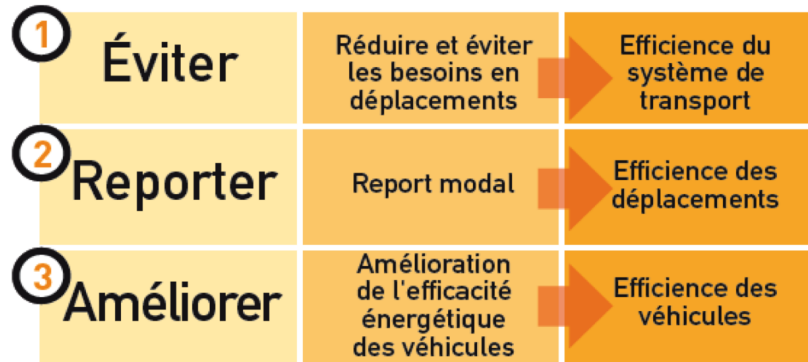 1
Éviter
Réduire et éviter
les besoins en
déplacements
Efficience du
système de
transport
2
Reporter
Report modal
Efficience des
déplacements
3
Améliorer
Amélioration
de l'efficacité
énergétique
des véhicules
Efficience des
véhicules